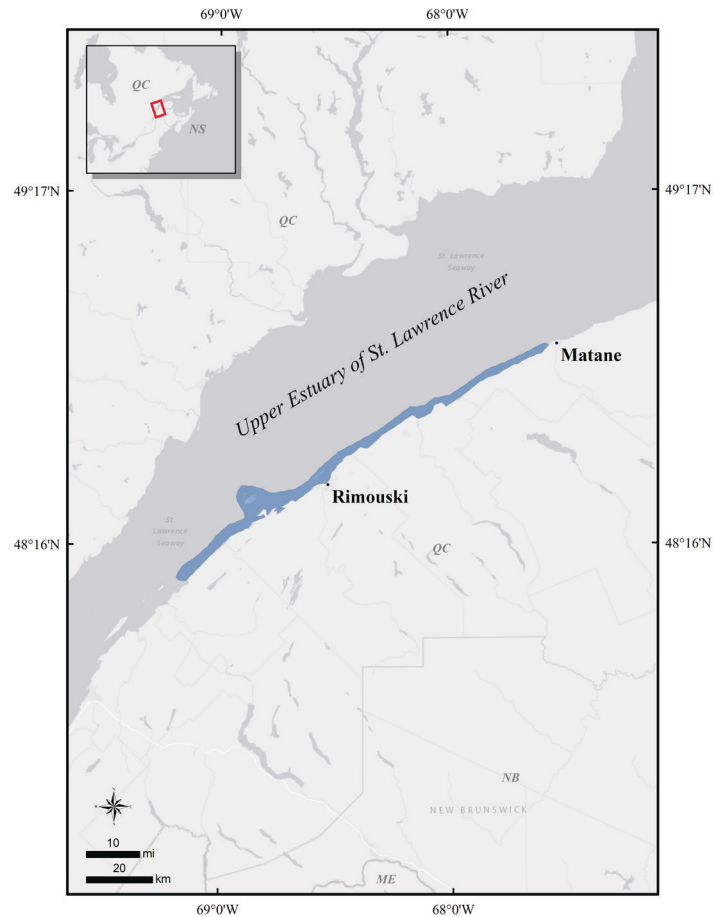 69°0'W 68°0'W
QC
NS
49°17'N 49°17'N
QC
St. Lawrence
Seaway
Upper Estuary of St. Lawrence River
Matane
Rimouski
St.
Lawrence
Seaway
48°16'N 48°16'N
QC
NB
NEW BRUNSWICK
10
mi
20
km
ME
69°0'W 68°0'W